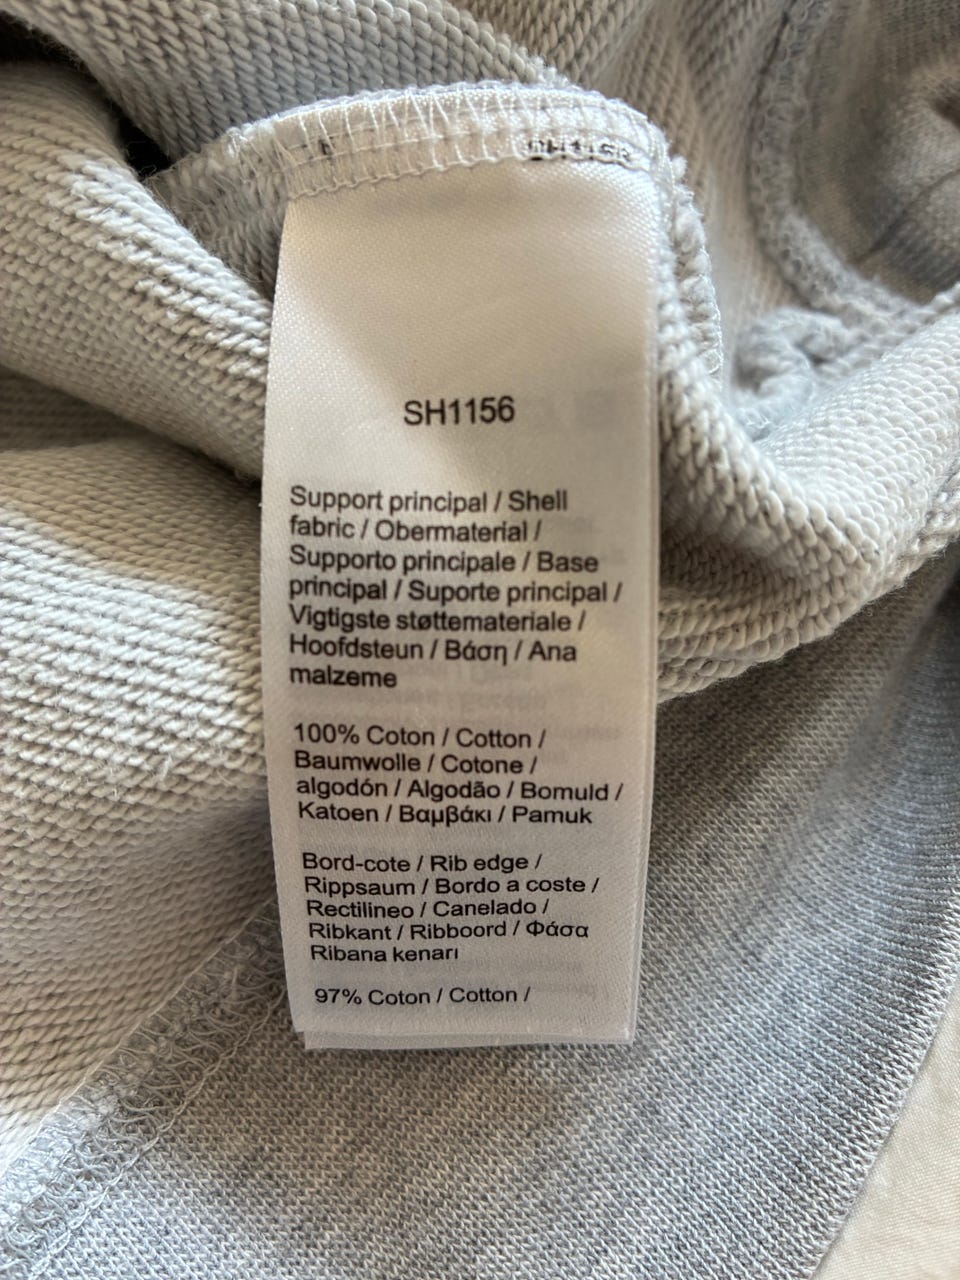 SH1156
Support principal / Shell
fabric / Obermaterial /
Supporto principale / Base
principal / Suporte principal /
Vigtigste støttemateriale /
Hoofdsteun / Βάση / Ana
malzeme
100% Coton / Cotton /
Baumwolle / Cotone /
algodón / Algodão / Bomuld /
Katoen / Βαμβάκι / Pamuk
Bord-cote / Rib edge /
Rippsaum / Bordo a coste /
Rectilineo / Canelado /
Ribkant / Ribboord / Φάσα
Ribana kenarı
97% Coton / Cotton /